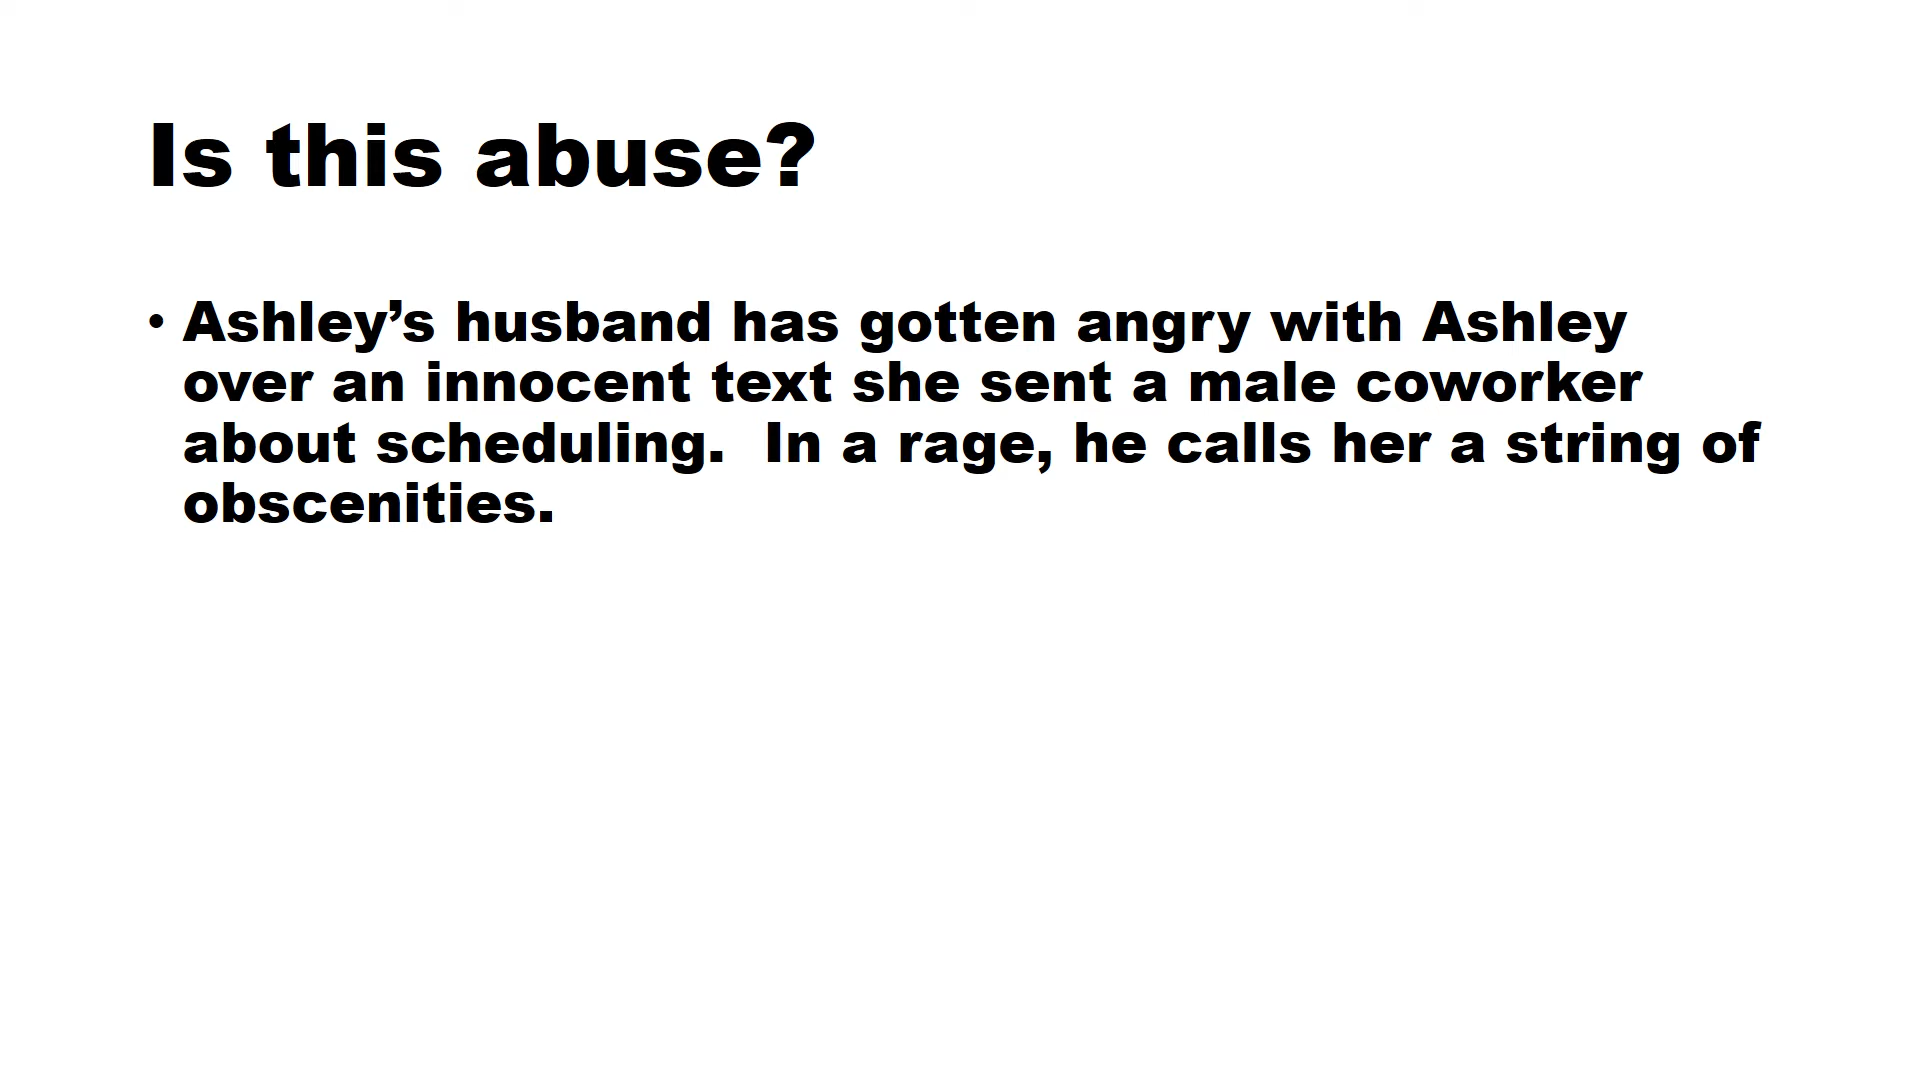 Is this abuse?
• Ashley’s husband has gotten angry with Ashley
over an innocent text she sent a male coworker
about scheduling.  In a rage, he calls her a string of
obscenities.